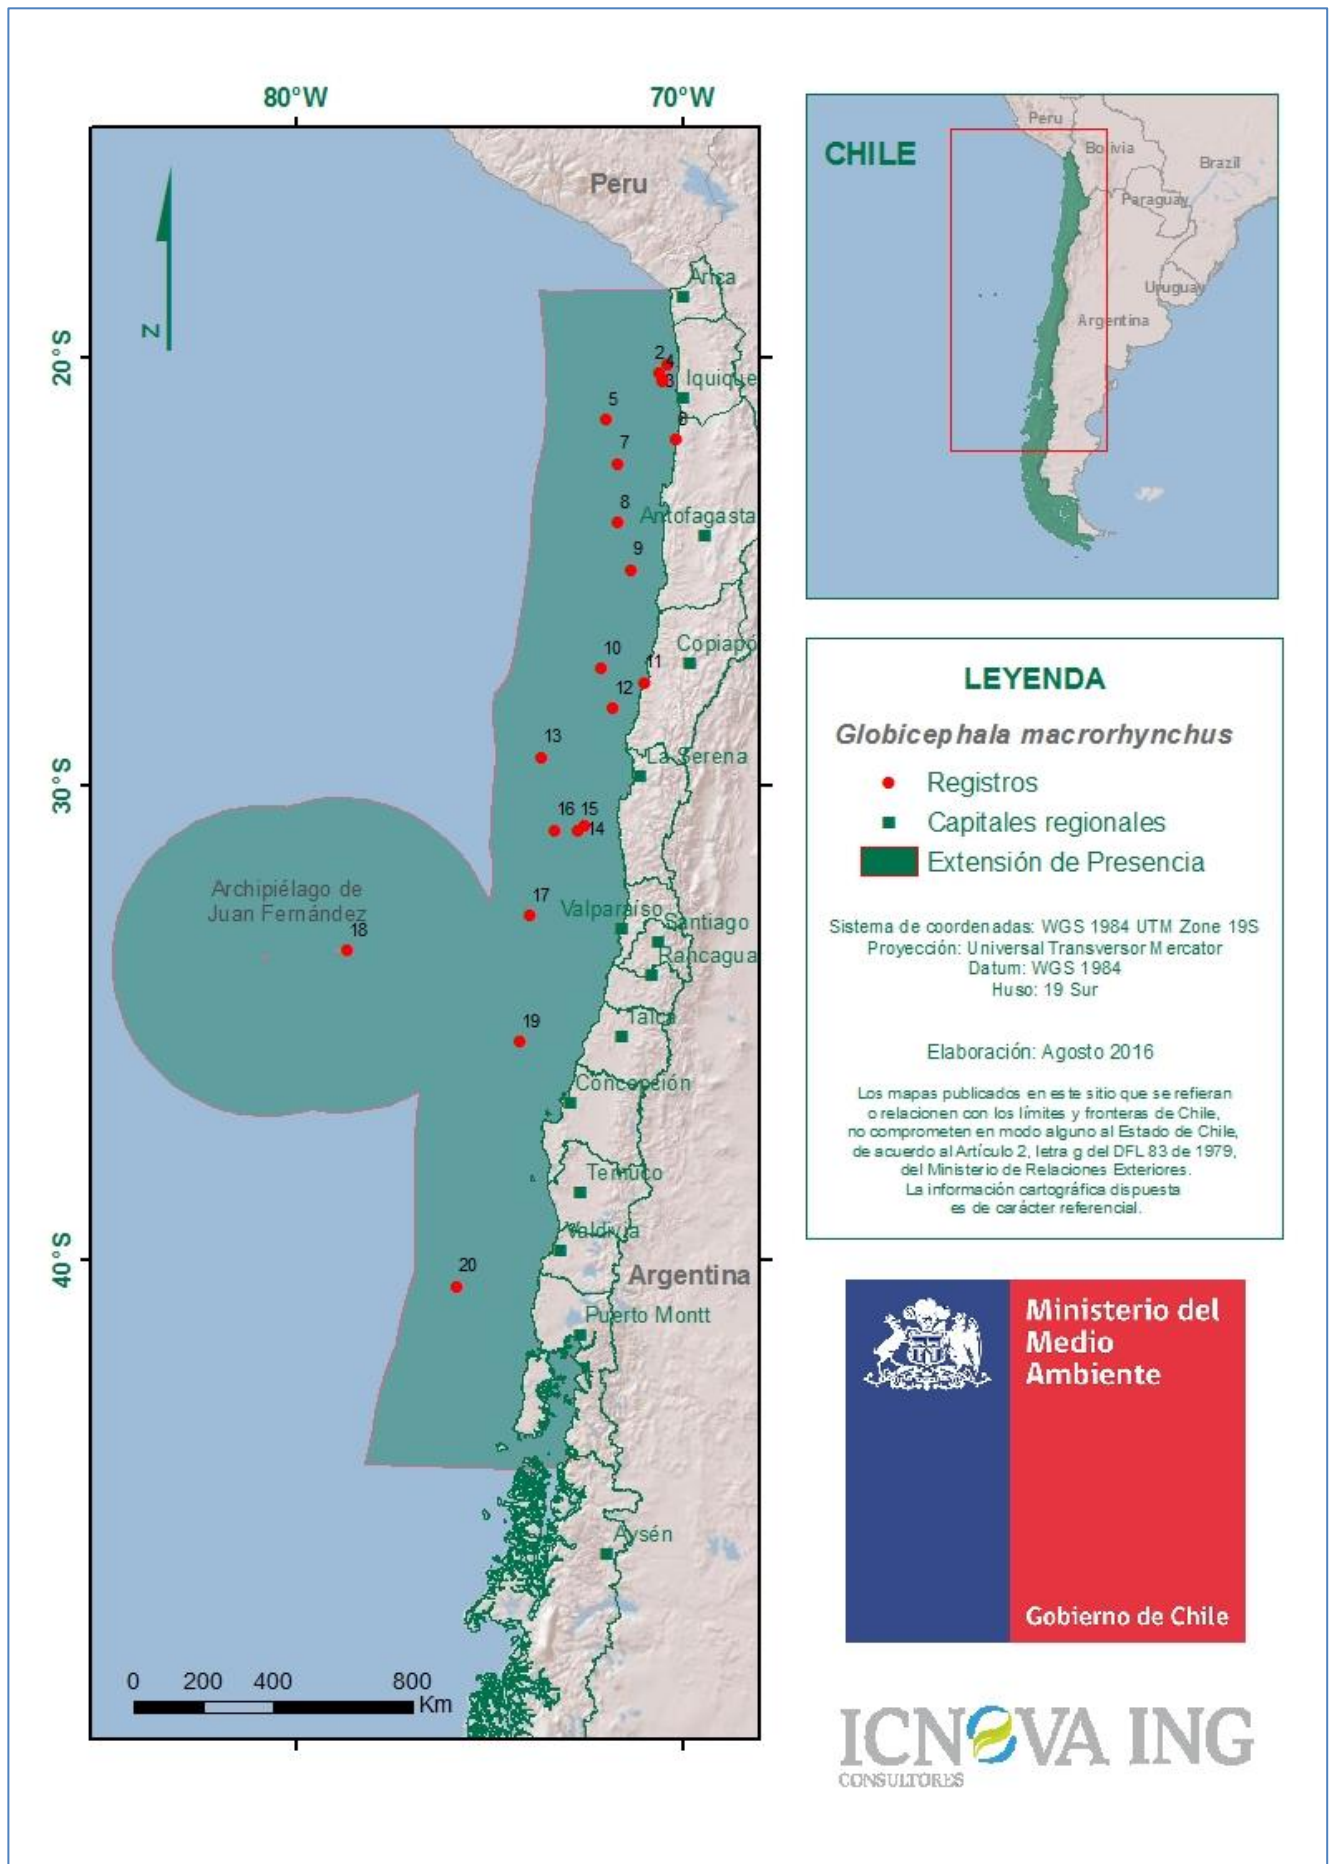 80°W
70°W
20°S
30°S
40°S
N
Peru
Arica
2
4
3
Iquique
5
6
7
8
Antofagasta
9
10
11
Copiapó
12
13
La Serena
16
15
14
Archipiélago de
Juan Fernández
17
18
Valparaíso
Santiago
Rancagua
19
Talca
Concepción
Temuco
Valdivia
20
Argentina
Puerto Montt
Aysén
0
200
400
800
Km
CHILE
Peru
Bolivia
Brazil
Paraguay
Uruguay
Argentina
LEYENDA
Globicephala macrorhynchus
Registros
Capitales regionales
Extensión de Presencia
Sistema de coordenadas: WGS 1984 UTM Zone 19S
Proyección: Universal Transversor Mercator
Datum: WGS 1984
Huso: 19 Sur
Elaboración: Agosto 2016
Los mapas publicados en este sitio que se refieran
o relacionen con los límites y fronteras de Chile,
no comprometen en modo alguno al Estado de Chile,
de acuerdo al Artículo 2, letra g del DFL 83 de 1979,
del Ministerio de Relaciones Exteriores.
La información cartográfica dispuesta
es de carácter referencial.
Ministerio del
Medio
Ambiente
Gobierno de Chile
ICNOVA ING
CONSULTORES